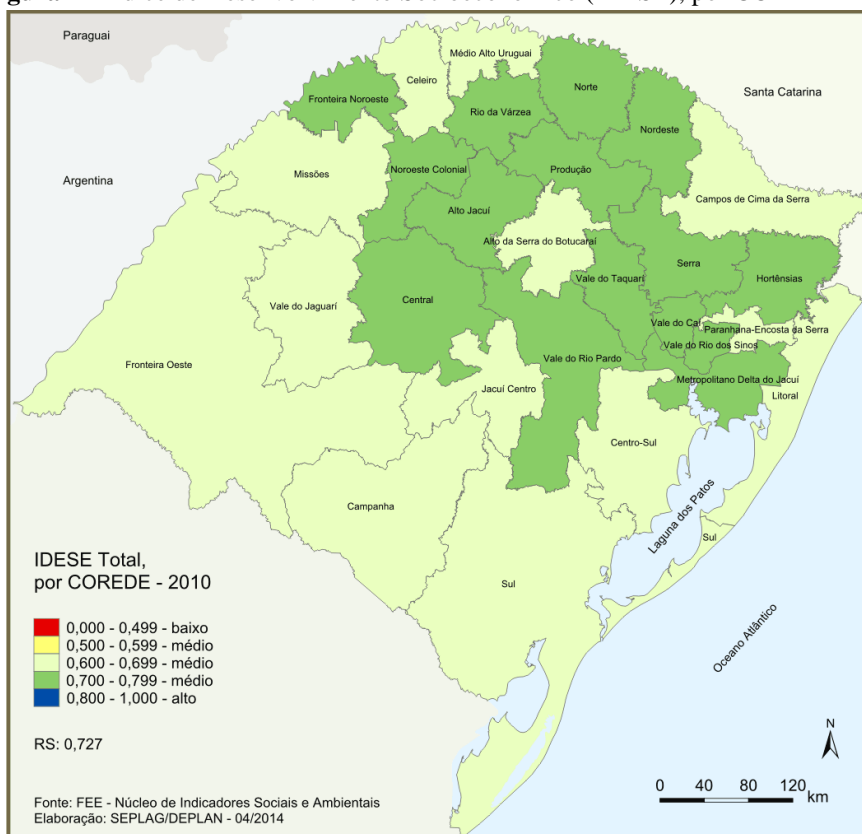 Paraguai
Médio Alto Uruguai
Celeiro
Santa Catarina
Fronteira Noroeste
Norte
Rio da Várzea
Nordeste
Argentina
Missões
Noroeste Colonial
Produção
Campos de Cima da Serra
Alto Jacuí
Alto da Serra do Botucaraí
Serra
Hortênsias
Vale do Taquarí
Vale do Jaguarí
Central
Vale do Caí
Paranhana-Encosta da Serra
Vale do Rio dos Sinos
Fronteira Oeste
Vale do Rio Pardo
Metropolitano Delta do Jacuí
Jacuí Centro
Litoral
Centro-Sul
Campanha
Laguna dos Patos
Sul
Sul
Oceano Atlântico
IDESE Total,
por COREDE - 2010
0,000 - 0,499 - baixo
0,500 - 0,599 - médio
0,600 - 0,699 - médio
0,700 - 0,799 - médio
0,800 - 1,000 - alto
RS: 0,727
N
0 40 80 120
km
Fonte: FEE - Núcleo de Indicadores Sociais e Ambientais
Elaboração: SEPLAG/DEPLAN - 04/2014